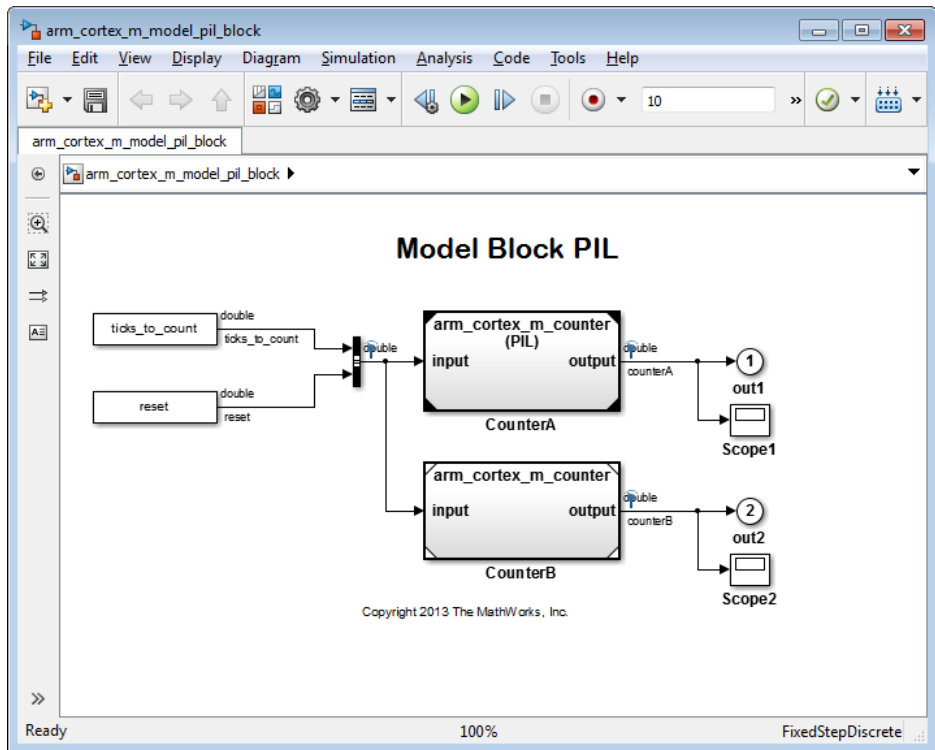 arm_cortex_m_model_pil_block
File Edit View Display Diagram Simulation Analysis Code Tools Help
10 »
arm_cortex_m_model_pil_block
arm_cortex_m_model_pil_block
Model Block PIL
double
ticks_to_count
ticks_to_count
double
reset
reset
double
arm_cortex_m_counter
(PIL)
input output
CounterA
double
counterA
1
out1
Scope1
arm_cortex_m_counter
input output
CounterB
double
counterB
2
out2
Scope2
Copyright 2013 The MathWorks, Inc.
Ready 100% FixedStepDiscrete